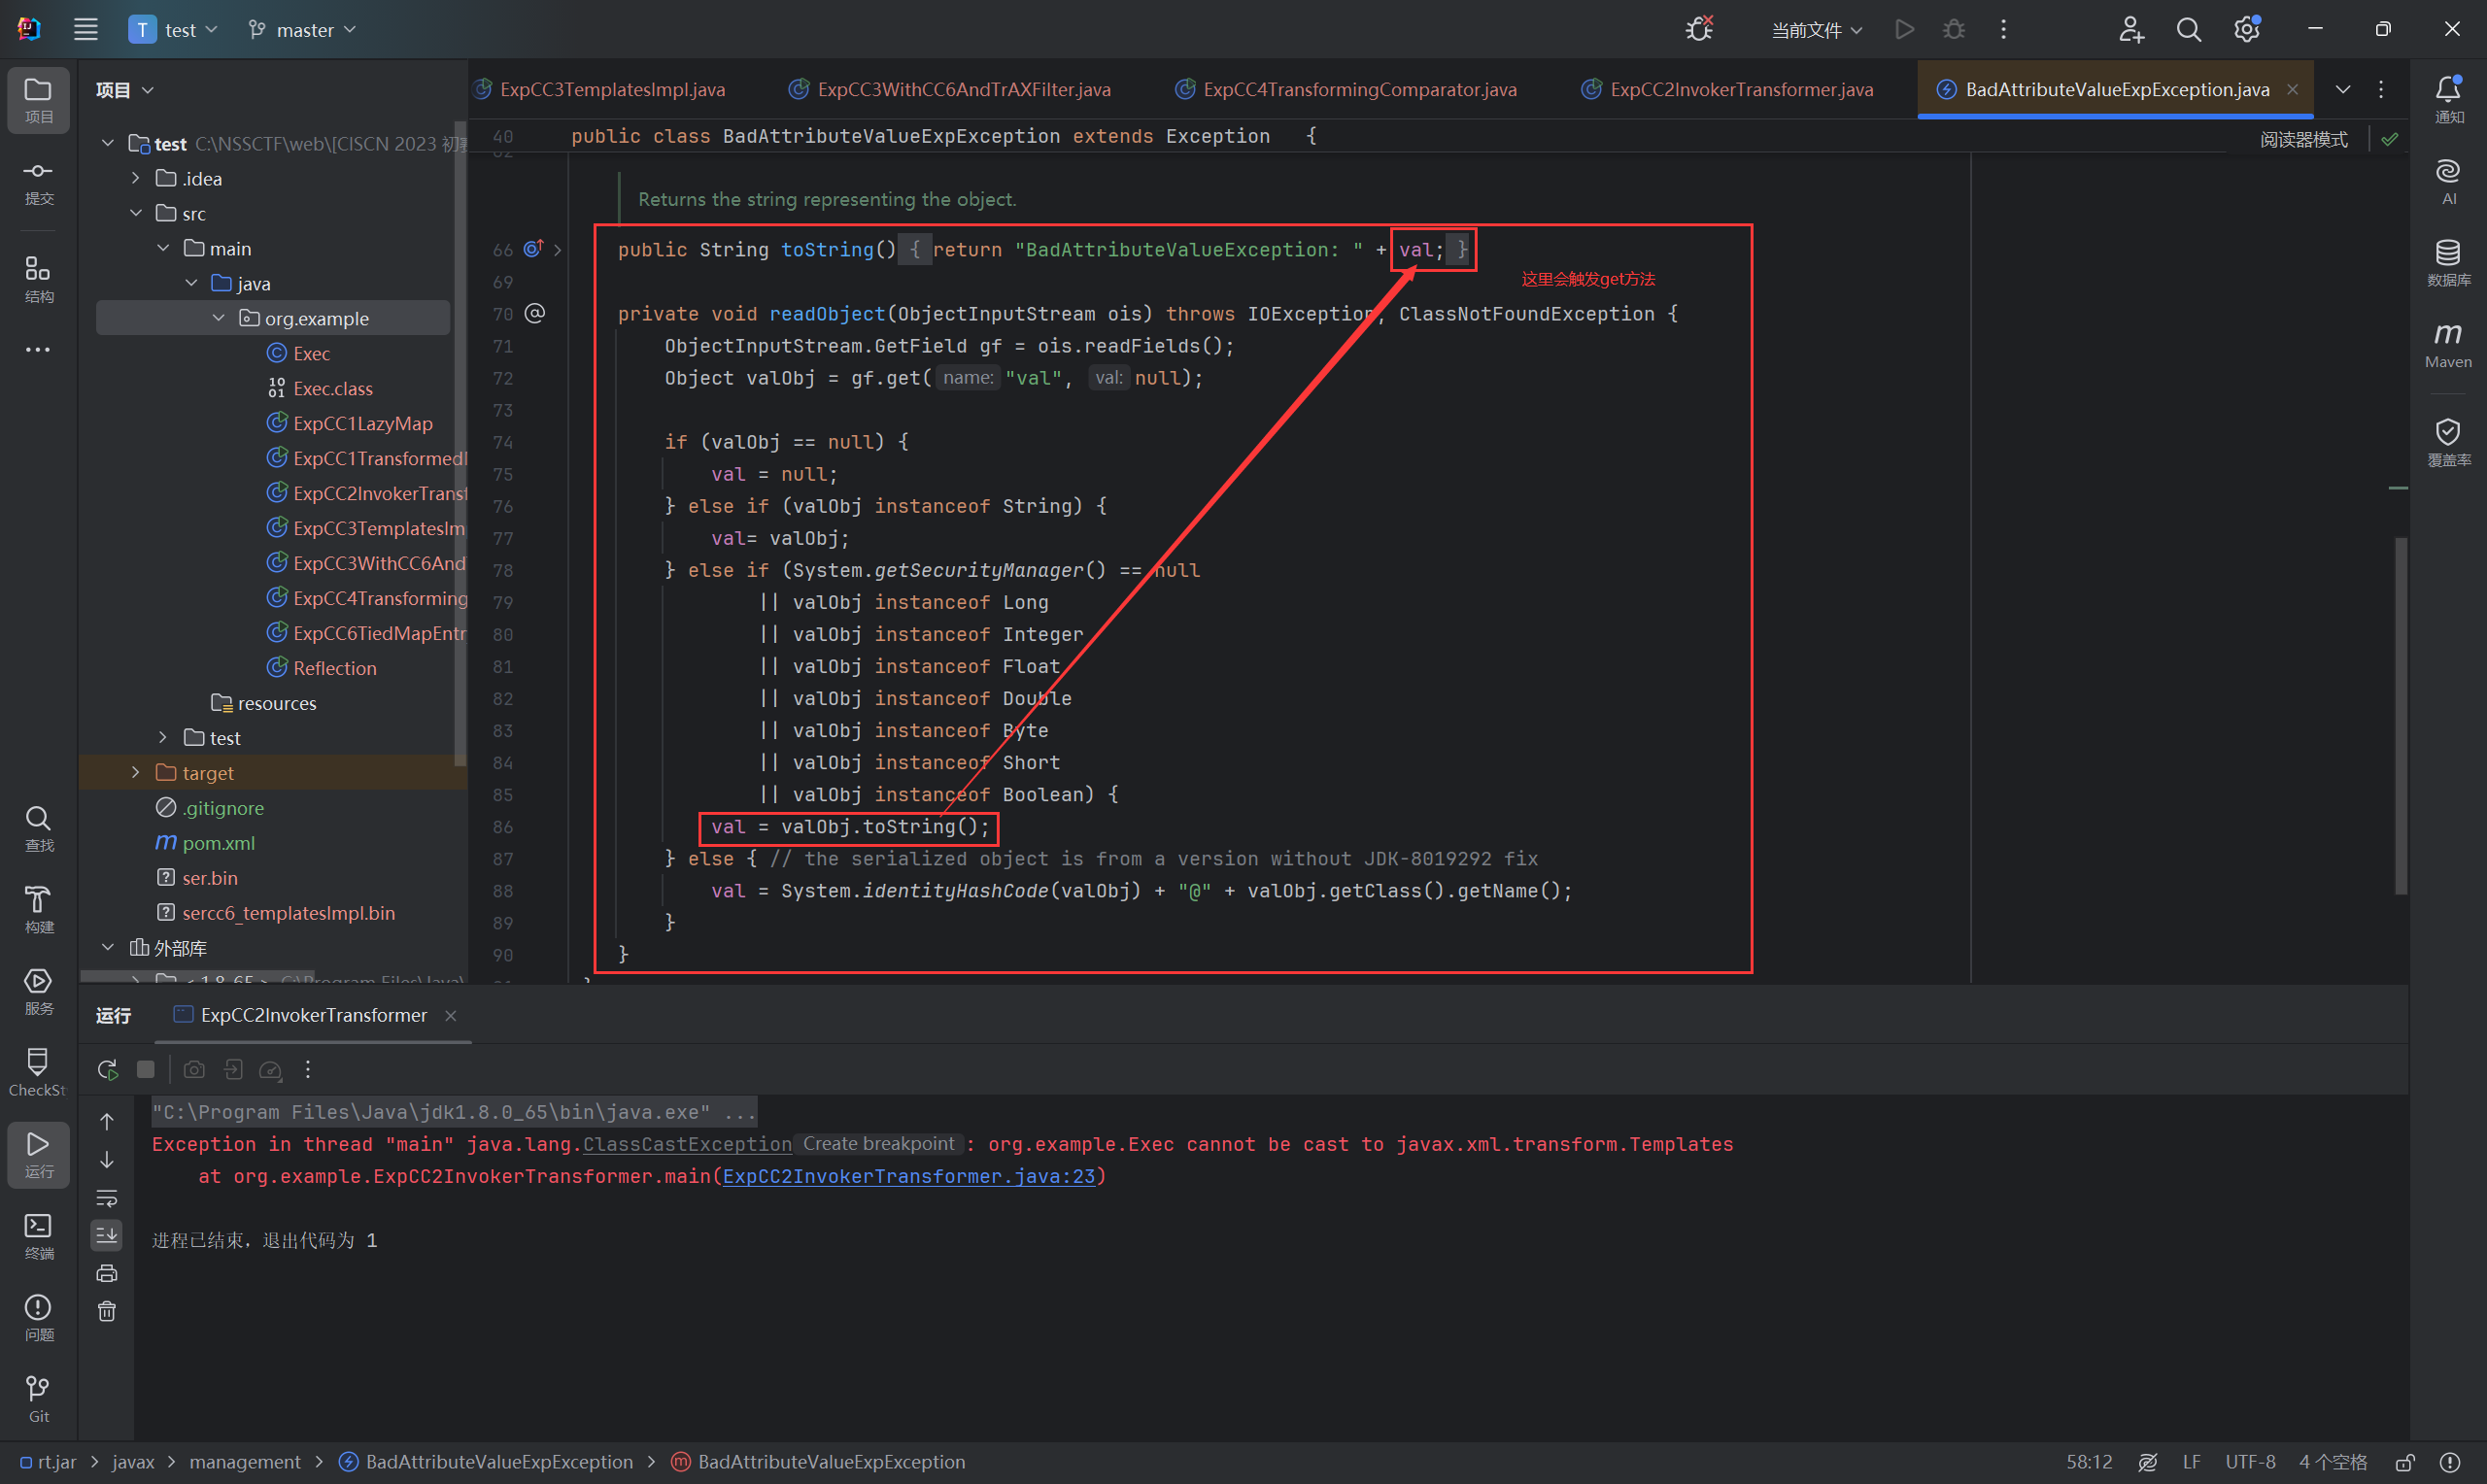 test
master
当前文件
项目
ExpCC3TemplatesImpl.java
ExpCC3WithCC6AndTrAXFilter.java
ExpCC4TransformingComparator.java
ExpCC2InvokerTransformer.java
BadAttributeValueExpException.java
项目
提交
结构
test C:\NSSCTF\web\[CISCN 2023 初
.idea
src
main
java
org.example
Exec
Exec.class
ExpCC1LazyMap
ExpCC1Transformed
ExpCC2InvokerTransf
ExpCC3TemplatesIm
ExpCC3WithCC6And
ExpCC4Transforming
ExpCC6TiedMapEntr
Reflection
resources
test
target
.gitignore
pom.xml
ser.bin
sercc6_templatesImpl.bin
外部库
< 1.8_65 > C:\Program Files\Java\
40 public class BadAttributeValueExpException extends Exception {
阅读器模式
Returns the string representing the object.
66 public String toString() { return "BadAttributeValueException: " + val; }
69 这里会触发get方法
70 private void readObject(ObjectInputStream ois) throws IOException, ClassNotFoundException {
71 ObjectInputStream.GetField gf = ois.readFields();
72 Object valObj = gf.get( name: "val", val: null);
73
74 if (valObj == null) {
75 val = null;
76 } else if (valObj instanceof String) {
77 val= valObj;
78 } else if (System.getSecurityManager() == null
79 || valObj instanceof Long
80 || valObj instanceof Integer
81 || valObj instanceof Float
82 || valObj instanceof Double
83 || valObj instanceof Byte
84 || valObj instanceof Short
85 || valObj instanceof Boolean) {
86 val = valObj.toString();
87 } else { // the serialized object is from a version without JDK-8019292 fix
88 val = System.identityHashCode(valObj) + "@" + valObj.getClass().getName();
89 }
90 }
通知
AI
数据库
m
Maven
覆盖率
查找
构建
服务
CheckSt
运行
终端
问题
Git
运行
ExpCC2InvokerTransformer
"C:\Program Files\Java\jdk1.8.0_65\bin\java.exe" ...
Exception in thread "main" java.lang.ClassCastException Create breakpoint : org.example.Exec cannot be cast to javax.xml.transform.Templates
at org.example.ExpCC2InvokerTransformer.main(ExpCC2InvokerTransformer.java:23)
进程已结束，退出代码为 1
rt.jar > javax > management > BadAttributeValueExpException > BadAttributeValueExpException
58:12
LF
UTF-8
4 个空格